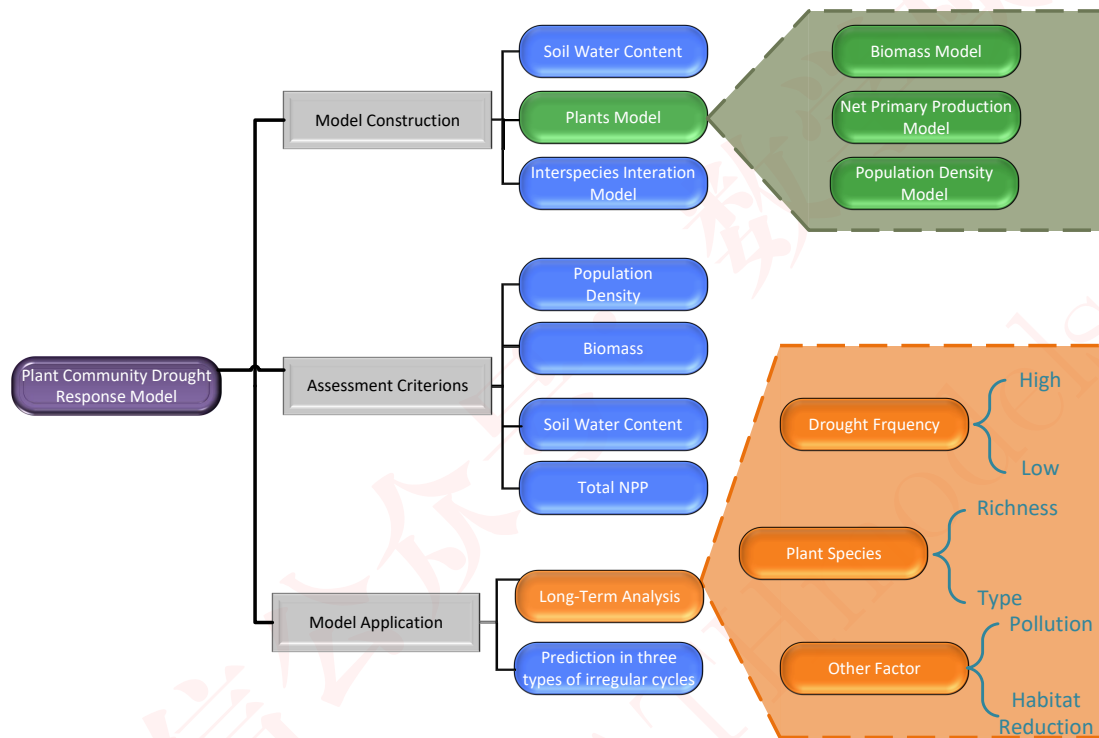 Plant Community Drought
Response Model
Model Construction
Soil Water Content
Plants Model
Interspecies Interation
Model
Biomass Model
Net Primary Production
Model
Population Density
Model
Assessment Criterions
Population
Density
Biomass
Soil Water Content
Total NPP
Model Application
Long-Term Analysis
Prediction in three
types of irregular cycles
Drought Frquency
High
Low
Plant Species
Richness
Type
Other Factor
Pollution
Habitat
Reduction